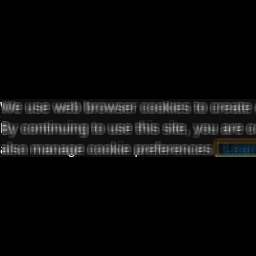 We use web browser cookies to create
By continuing to use this site, you are
also manage cookie preferences